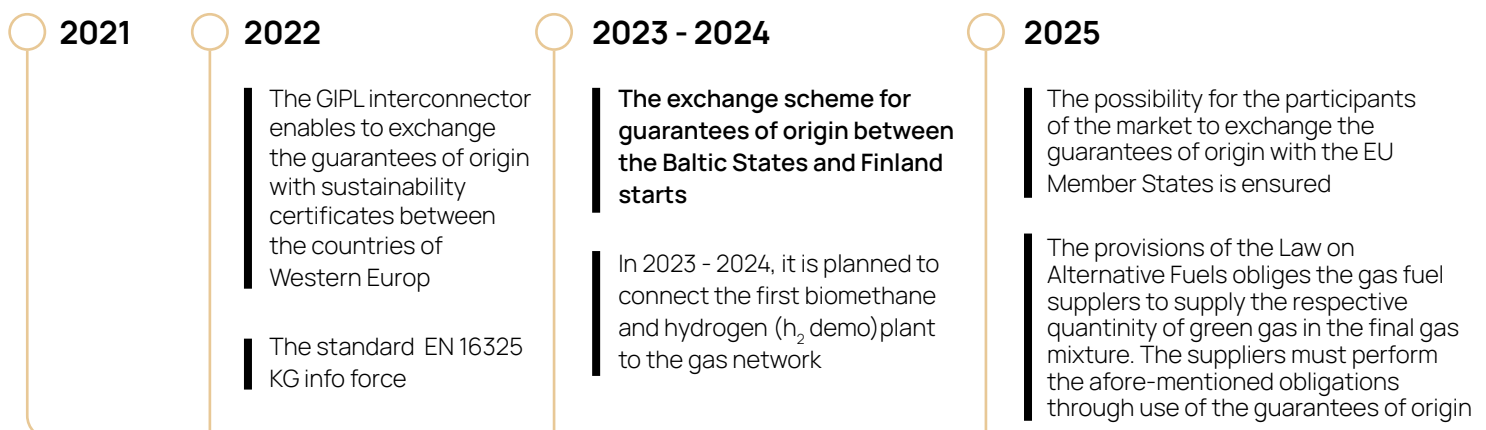 2021
2022
The GIPL interconnector
enables to exchange
the guarantees of origin
with sustainability
certificates between
the countries of
Western Europ
The standard EN 16325
KG info force
2023 - 2024
The exchange scheme for
guarantees of origin between
the Baltic States and Finland
starts
In 2023 - 2024, it is planned to
connect the first biomethane
and hydrogen (h₂ demo)plant
to the gas network
2025
The possibility for the participants
of the market to exchange the
guarantees of origin with the EU
Member States is ensured
The provisions of the Law on
Alternative Fuels obliges the gas fuel
supplers to supply the respective
quantinity of green gas in the final gas
mixture. The suppliers must perform
the afore-mentioned obligations
through use of the guarantees of origin